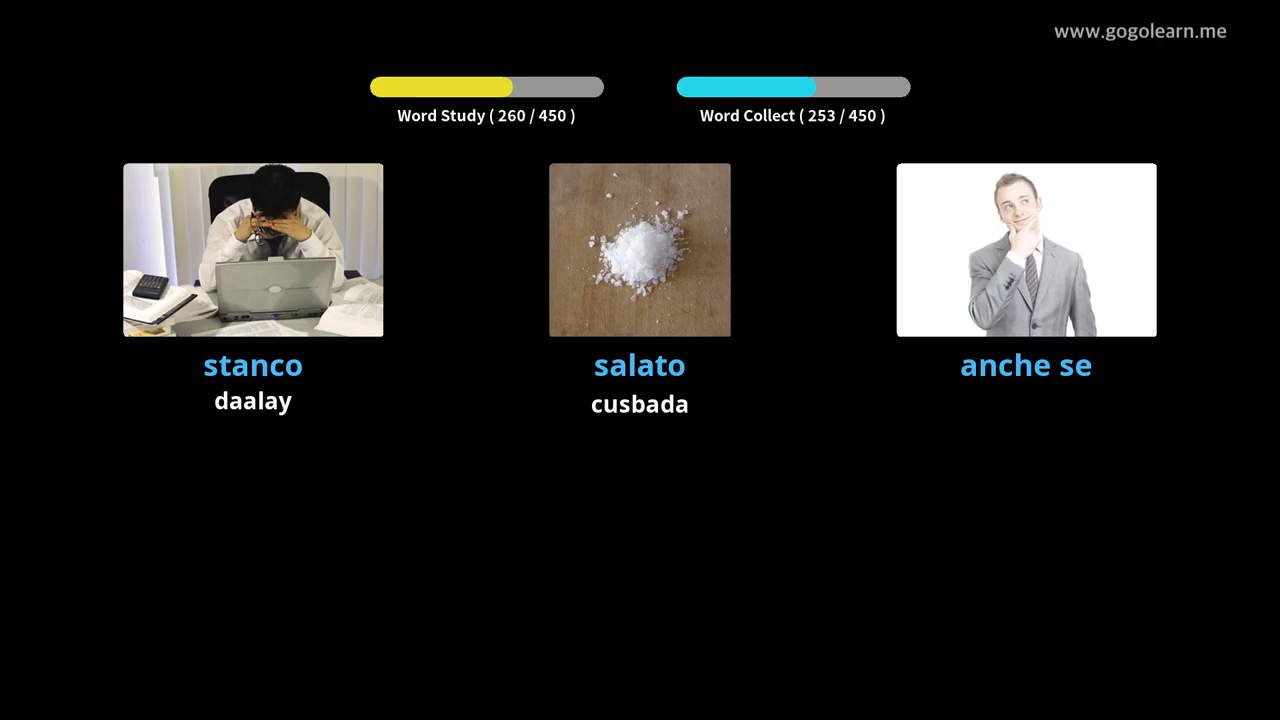 www.gogolearn.me
Word Study ( 260 / 450 )
Word Collect ( 253 / 450 )
stanco
salato
anche se
daalay
cusbada